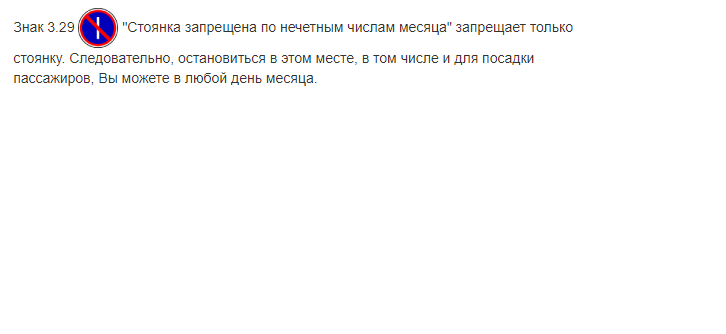 Знак 3.29 "Стоянка запрещена по нечетным числам месяца" запрещает только
стоянку. Следовательно, остановиться в этом месте, в том числе и для посадки
пассажиров, Вы можете в любой день месяца.